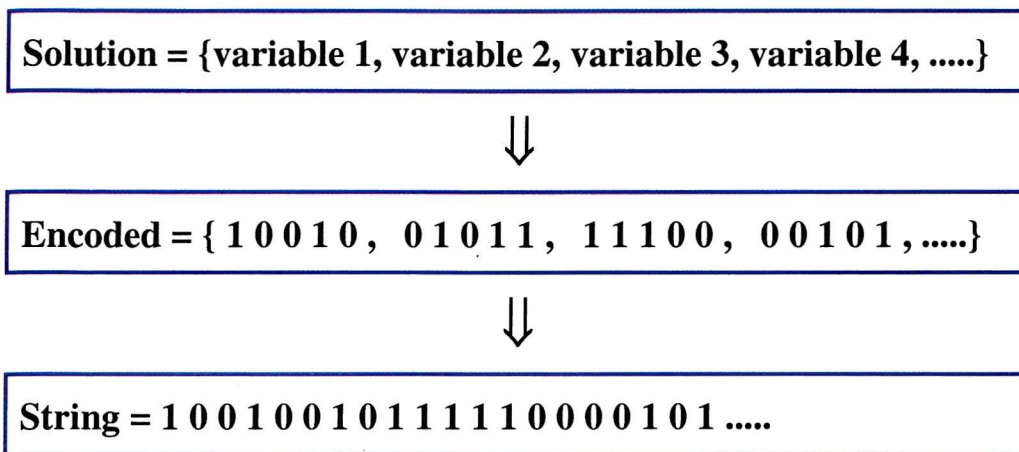 Solution = {variable 1, variable 2, variable 3, variable 4, .....}
⇓
Encoded = { 1 0 0 1 0 , 0 1 0 1 1 , 1 1 1 0 0 , 0 0 1 0 1 , .....}
⇓
String = 1 0 0 1 0 0 1 0 1 1 1 1 1 0 0 0 0 1 0 1 .....